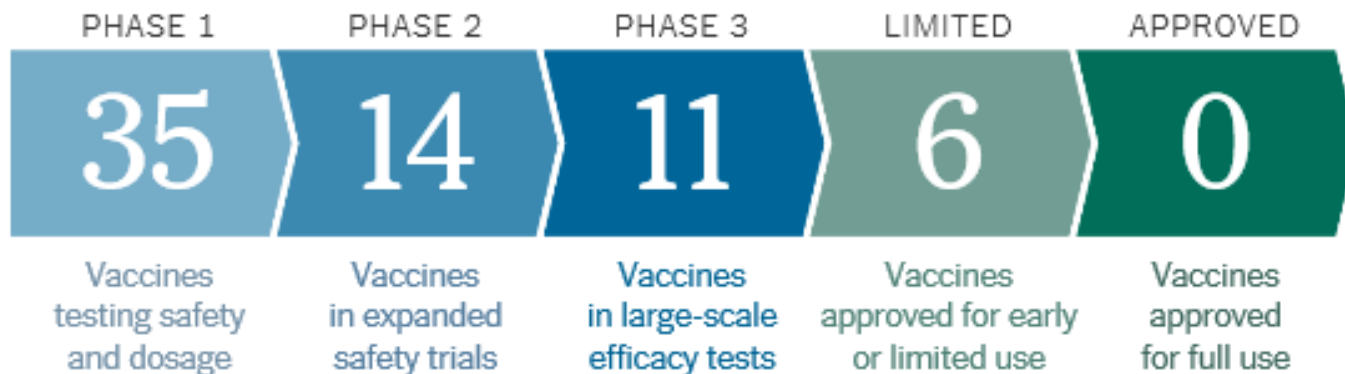 PHASE 1
PHASE 2
PHASE 3
LIMITED
APPROVED
35
14
11
6
0
Vaccines
testing safety
and dosage
Vaccines
in expanded
safety trials
Vaccines
in large-scale
efficacy tests
Vaccines
approved for early
or limited use
Vaccines
approved
for full use